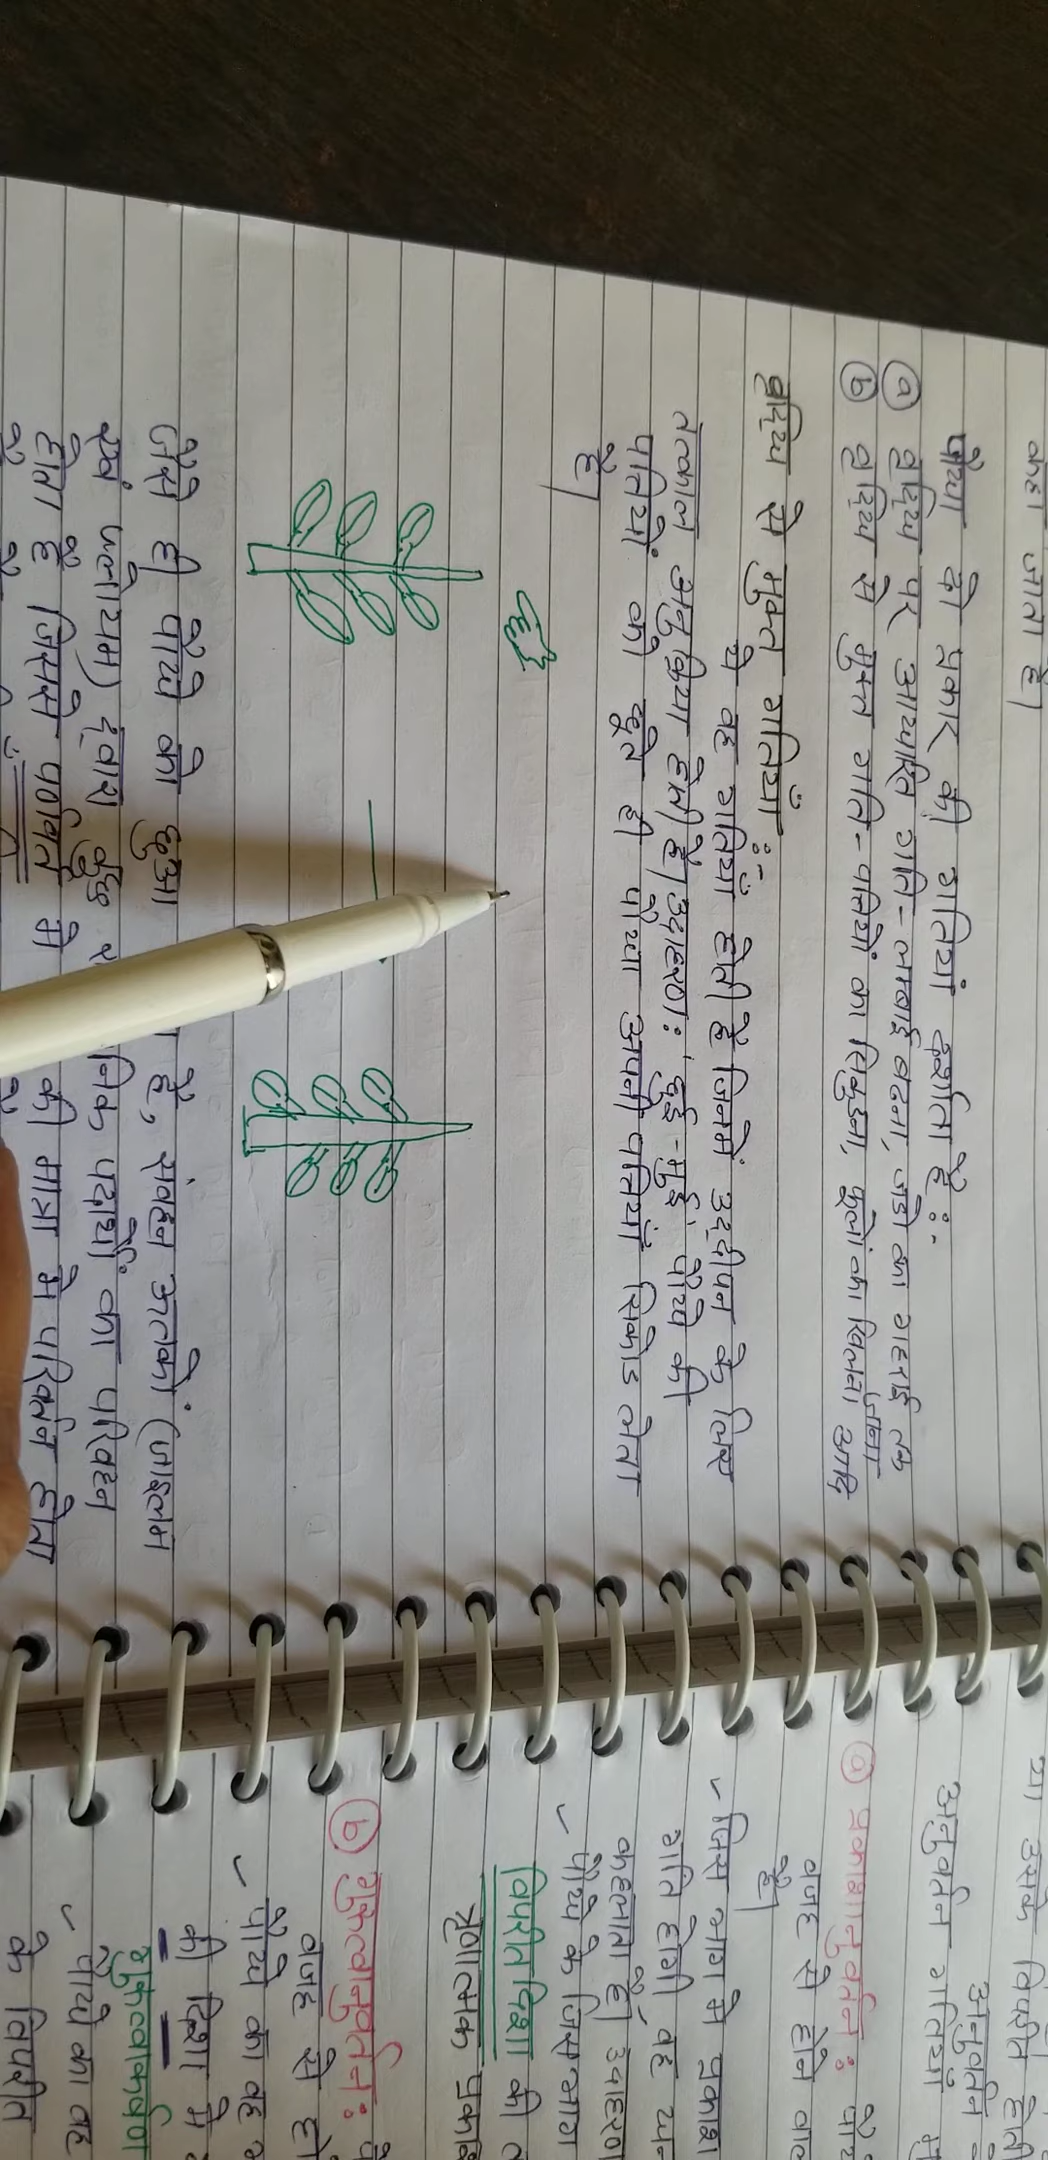 कहा जाता है।
पौधा दो प्रकार की गतियां दर्शाता है:-
ⓐ वृद्धि पर आधारित गति - लम्बाई बढना, जड़ो का गहराई तक जाना
ⓑ वृद्धि से मुक्त गति - पत्तियों का सिकुड़ना, फूलों का खिलना आदि
वृद्धि से मुक्त गतियाँ:-
ये वह गतियाँ होती है जिनमें उद्दीपन के लिए
तत्काल अनुक्रिया होती है। उदाहरण: 'छुई-मुई' पौधे की
पत्तियों को छूते ही पौधा अपनी पत्तियाँ सिकोड लेता
है।
जैसे ही पौधे को छुआ है, संवहन ऊतकों (जाइलम
एवं फ्लोयम) द्वारा कुछ पदार्थो का परिवहन
होता है जिससे पर्णवृत में की मात्रा मे परिवर्तन होता
या उसके विपरीत होती
अनुवर्तन
अनुवर्तन गतियाँ
ⓐ प्रकाशानुवर्तन:
वजह से होने वाल
है।
✓ जिस भाग मे प्रकाश
गति होगी वह धन
कहलाता है। उदाहरण
✓ पौधे के जिस भाग
विपरीत दिशा की
ऋणात्मक
ⓑ गुरुत्वानुवर्तन:
वजह से हो
✓ पौधे का वह
की दिशा मे
गुरुत्वाकर्षण
✓ पौधे का वह
के विपरीत